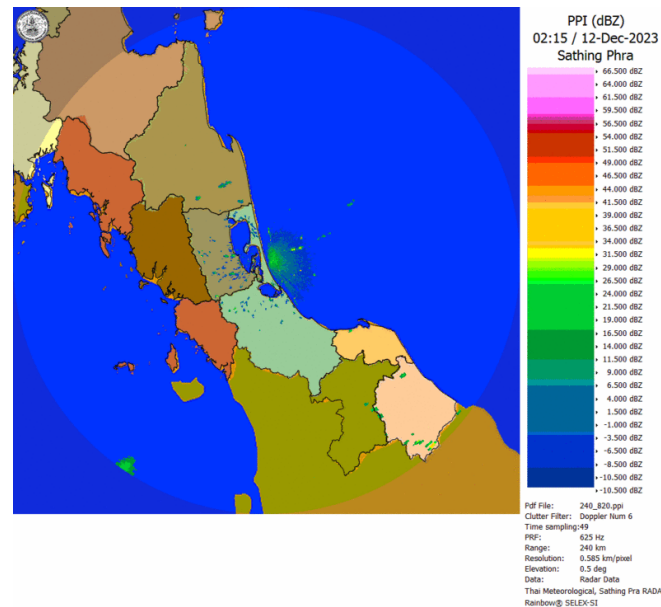 PPI (dBZ)
02:15 / 12-Dec-2023
Sathing Phra
66.500 dBZ
64.000 dBZ
61.500 dBZ
59.500 dBZ
56.500 dBZ
54.000 dBZ
51.500 dBZ
49.000 dBZ
46.500 dBZ
44.000 dBZ
41.500 dBZ
39.000 dBZ
36.500 dBZ
34.000 dBZ
31.500 dBZ
29.000 dBZ
26.500 dBZ
24.000 dBZ
21.500 dBZ
19.000 dBZ
16.500 dBZ
14.000 dBZ
11.500 dBZ
9.000 dBZ
6.500 dBZ
4.000 dBZ
1.500 dBZ
-1.000 dBZ
-3.500 dBZ
-6.500 dBZ
-8.500 dBZ
-10.500 dBZ
-10.500 dBZ
Pdf File: 240_820.ppi
Clutter Filter: Doppler Num 6
Time sampling:49
PRF: 625 Hz
Range: 240 km
Resolution: 0.585 km/pixel
Elevation: 0.5 deg
Data: Radar Data
Thai Meteorological, Sathing Pra RADA
Rainbow® SELEX-SI